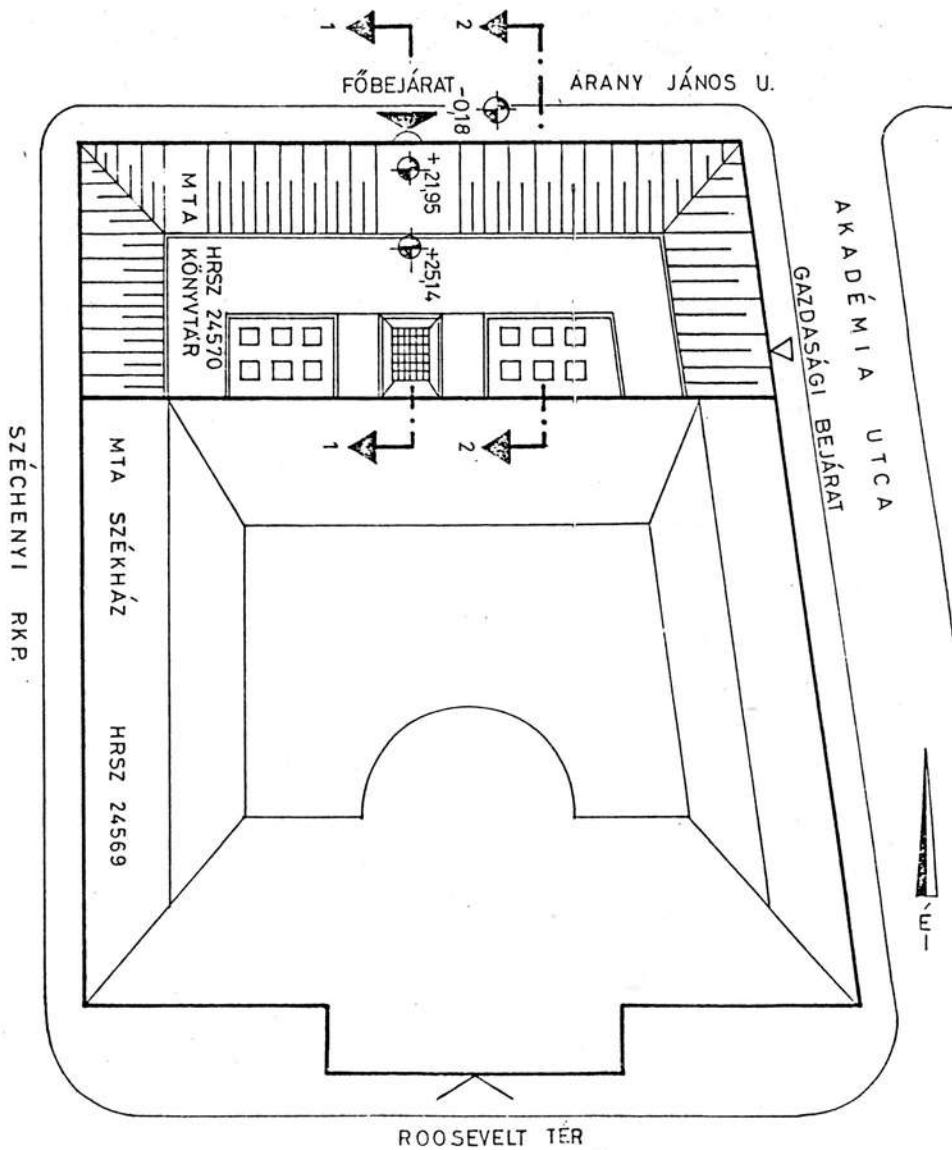 1
2
FŐBEJÁRAT
-0,18
ARANY JÁNOS U.
+21,95
+25,14
MTA
KÖNYVTÁR
HRSZ 24570
AKADÉMIA UTCA
GAZDASÁGI BEJÁRAT
1
2
MTA SZÉKHÁZ HRSZ 24569
SZÉCHENYI RKP.
É
ROOSEVELT TÉR